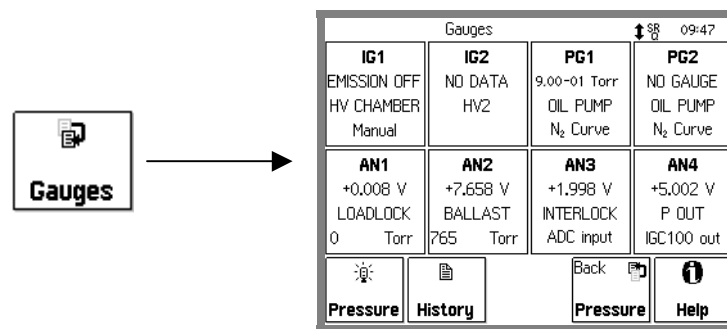 Gauges
Gauges SR Q 09:47
IG1 IG2 PG1 PG2
EMISSION OFF NO DATA 9.00-01 Torr NO GAUGE
HV CHAMBER HV2 OIL PUMP OIL PUMP
Manual N₂ Curve N₂ Curve
AN1 AN2 AN3 AN4
+0.008 V +7.658 V +1.998 V +5.002 V
LOADLOCK BALLAST INTERLOCK P OUT
0 Torr 765 Torr ADC input IGC100 out
Back
Pressure History Pressure Help